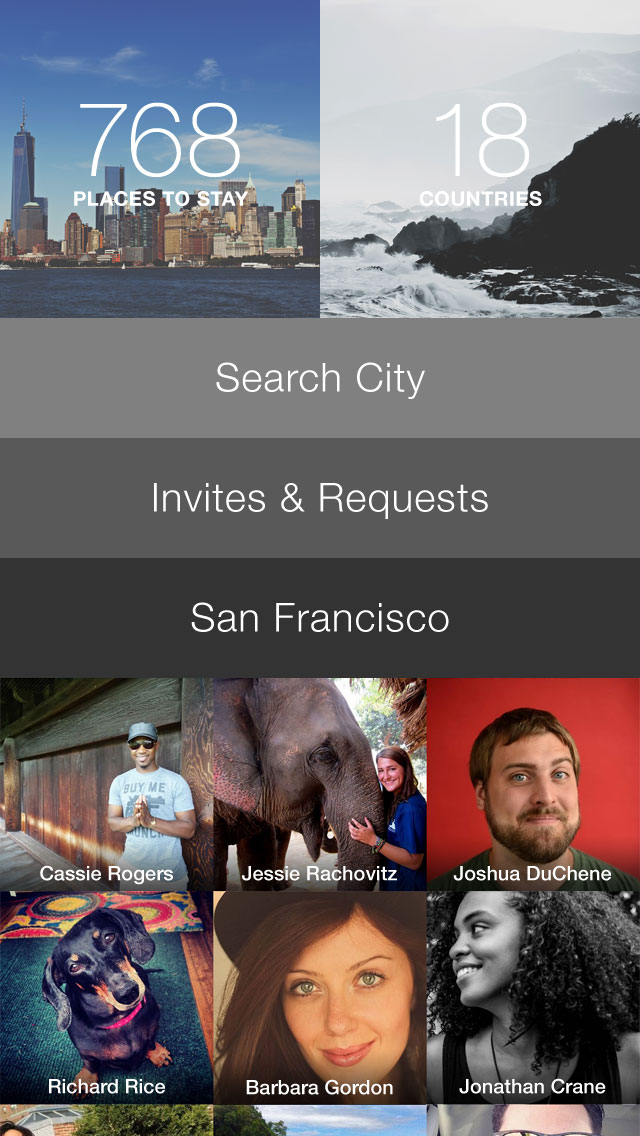 768
PLACES TO STAY
18
COUNTRIES
Search City
Invites & Requests
San Francisco
BUY ME
Cassie Rogers
Jessie Rachovitz
Joshua DuChene
Richard Rice
Barbara Gordon
Jonathan Crane